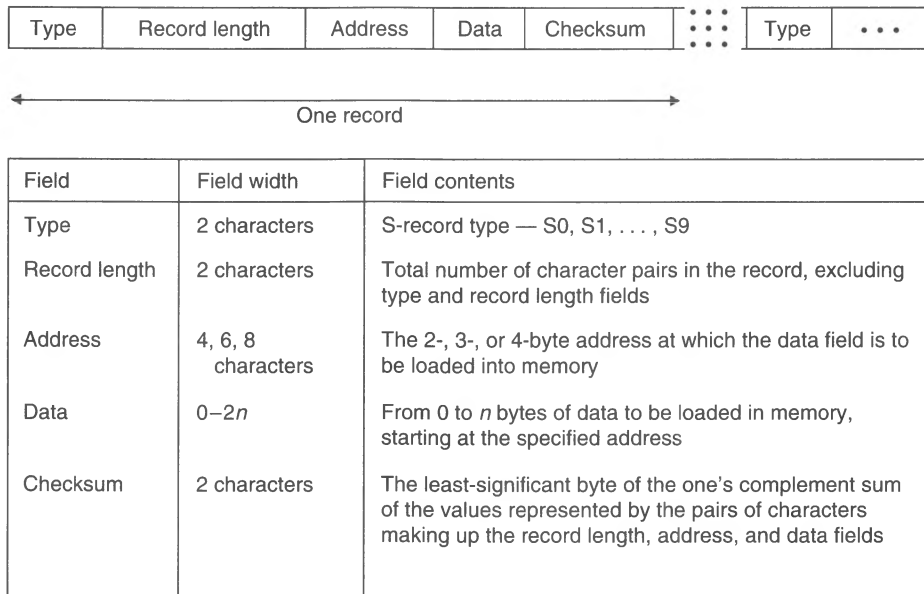 Type Record length Address Data Checksum Type • • •
One record
Field Field width Field contents
Type 2 characters S-record type — S0, S1, . . . , S9
Record length 2 characters Total number of character pairs in the record, excluding
type and record length fields
Address 4, 6, 8 The 2-, 3-, or 4-byte address at which the data field is to
characters be loaded into memory
Data 0–2n From 0 to n bytes of data to be loaded in memory,
starting at the specified address
Checksum 2 characters The least-significant byte of the one's complement sum
of the values represented by the pairs of characters
making up the record length, address, and data fields